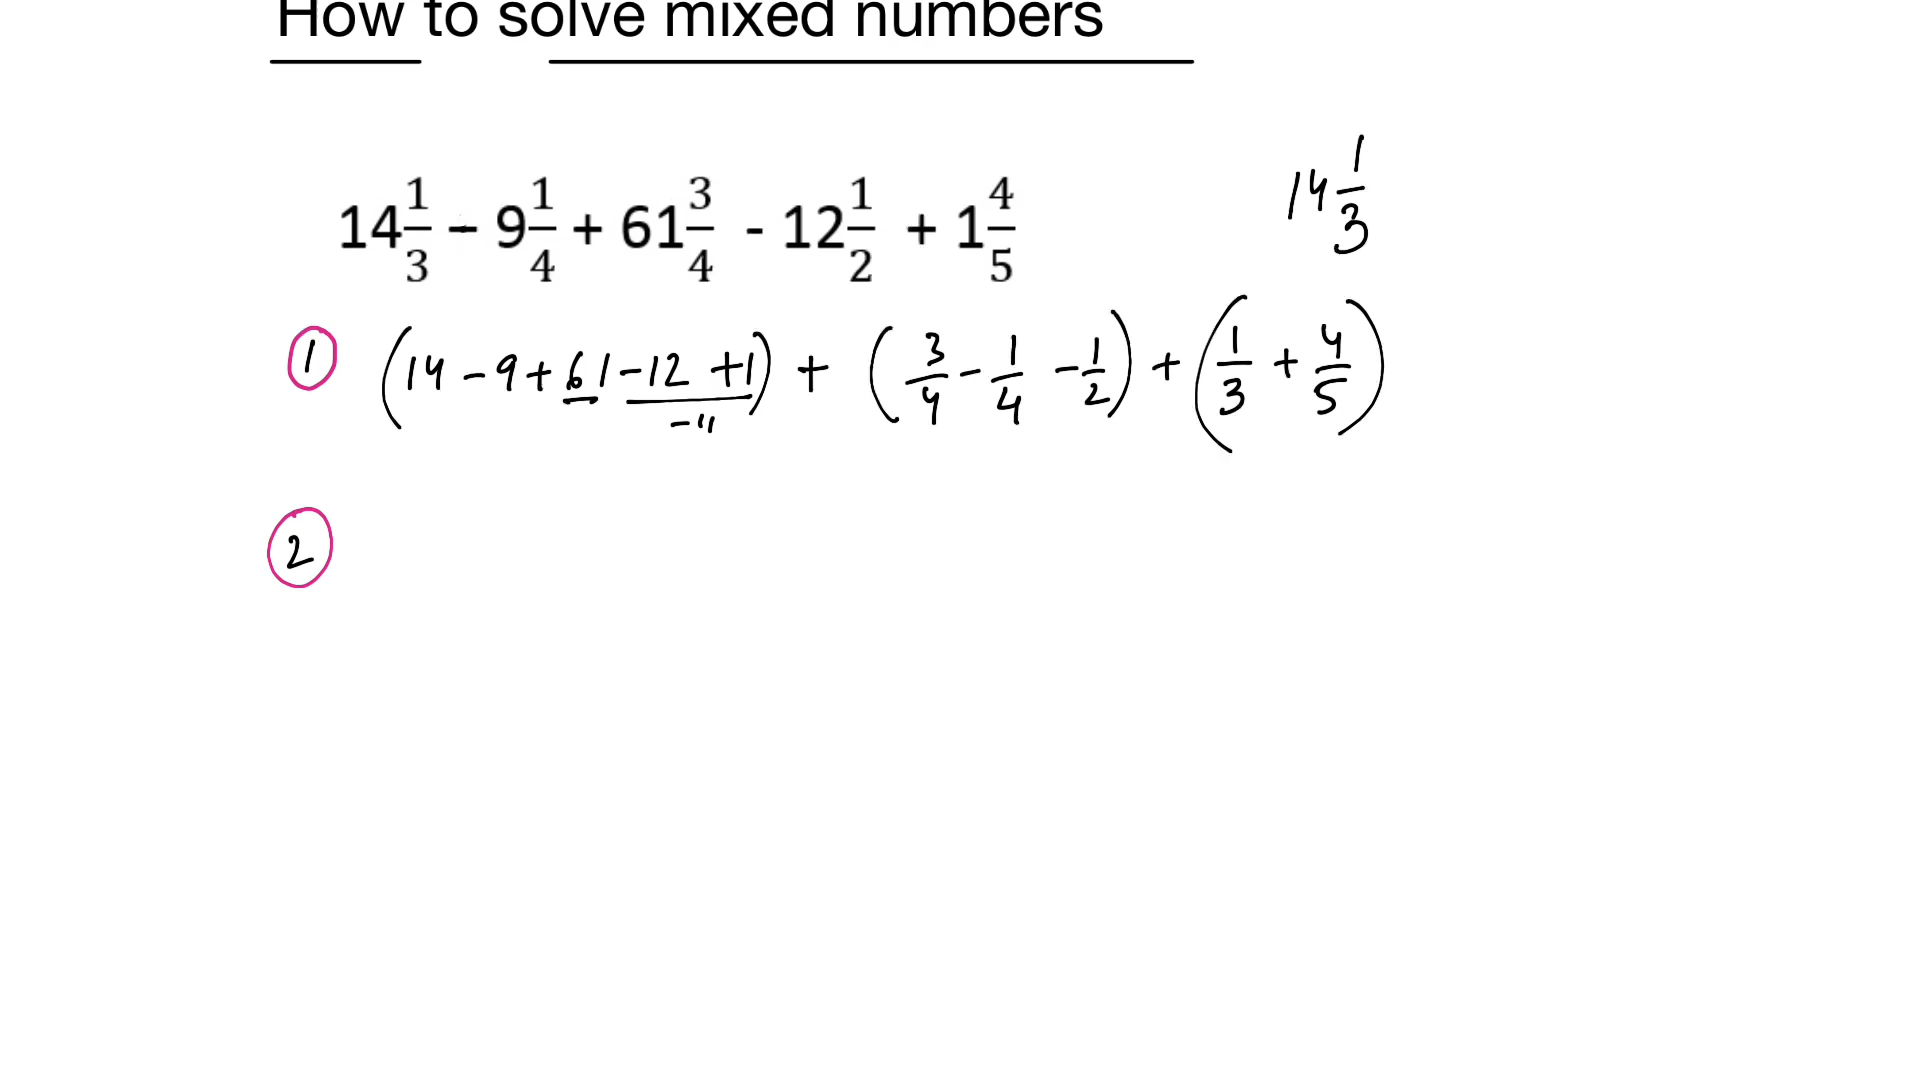 How to solve mixed numbers
14 1/3 - 9 1/4 + 61 3/4 - 12 1/2 + 1 4/5
14 1/3
1 (14 - 9 + 61 - 12 + 1) + (3/4 - 1/4 - 1/2) + (1/3 + 4/5)
-11
2